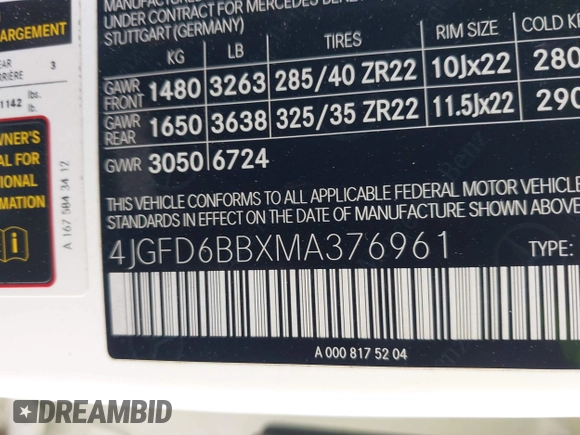 UNDER CONTRACT FOR MERCEDES
STUTTGART (GERMANY)
KG LB TIRES RIM SIZE COLD
GAWR FRONT 1480 3263 285/40 ZR22 10Jx22 280
GAWR REAR 1650 3638 325/35 ZR22 11.5Jx22 290
GVWR 3050 6724
THIS VEHICLE CONFORMS TO ALL APPLICABLE FEDERAL MOTOR VEHICLE
STANDARDS IN EFFECT ON THE DATE OF MANUFACTURE SHOWN ABOVE
4JGFD6BBXMA376961 TYPE:
A 000 817 52 04
3
1142 lbs.
lb.
FOR
A 167 584 34 12
DREAMBID